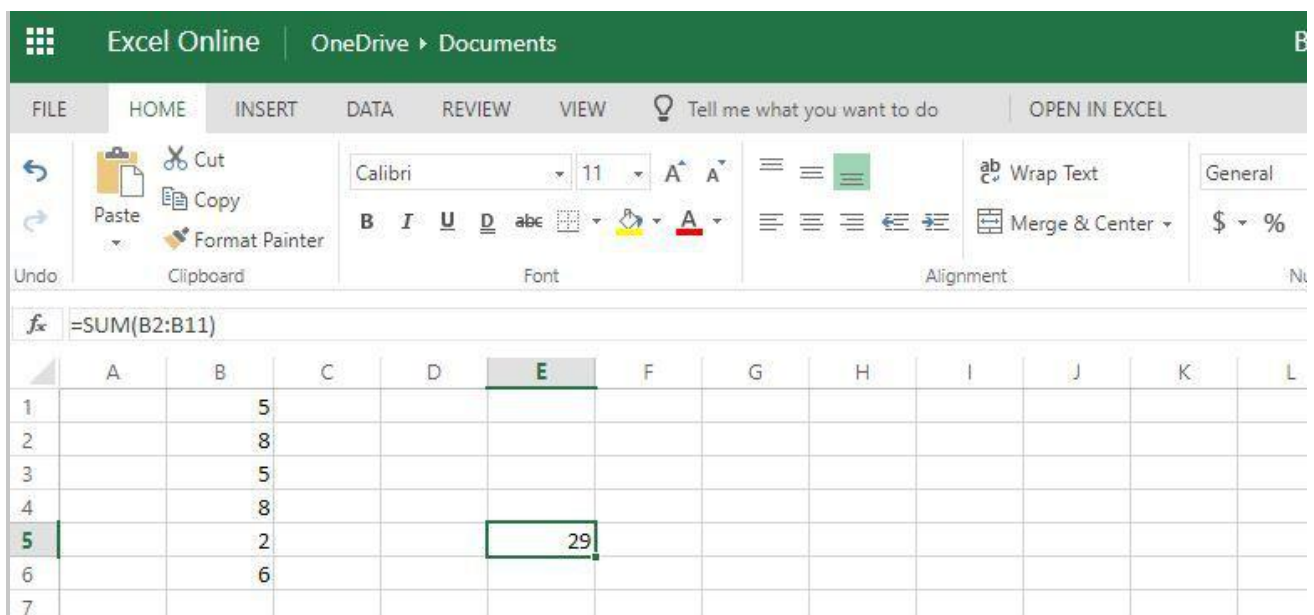 Excel Online OneDrive ▸ Documents B
FILE HOME INSERT DATA REVIEW VIEW Tell me what you want to do OPEN IN EXCEL
Cut
Copy
Format Painter
Paste
Undo
Clipboard
Calibri 11 A A
B I U D abc A
Font
Wrap Text
Merge & Center
Alignment
General
$ %
fx =SUM(B2:B11)
A B C D E F G H I J K L
1 5
2 8
3 5
4 8
5 2 29
6 6
7